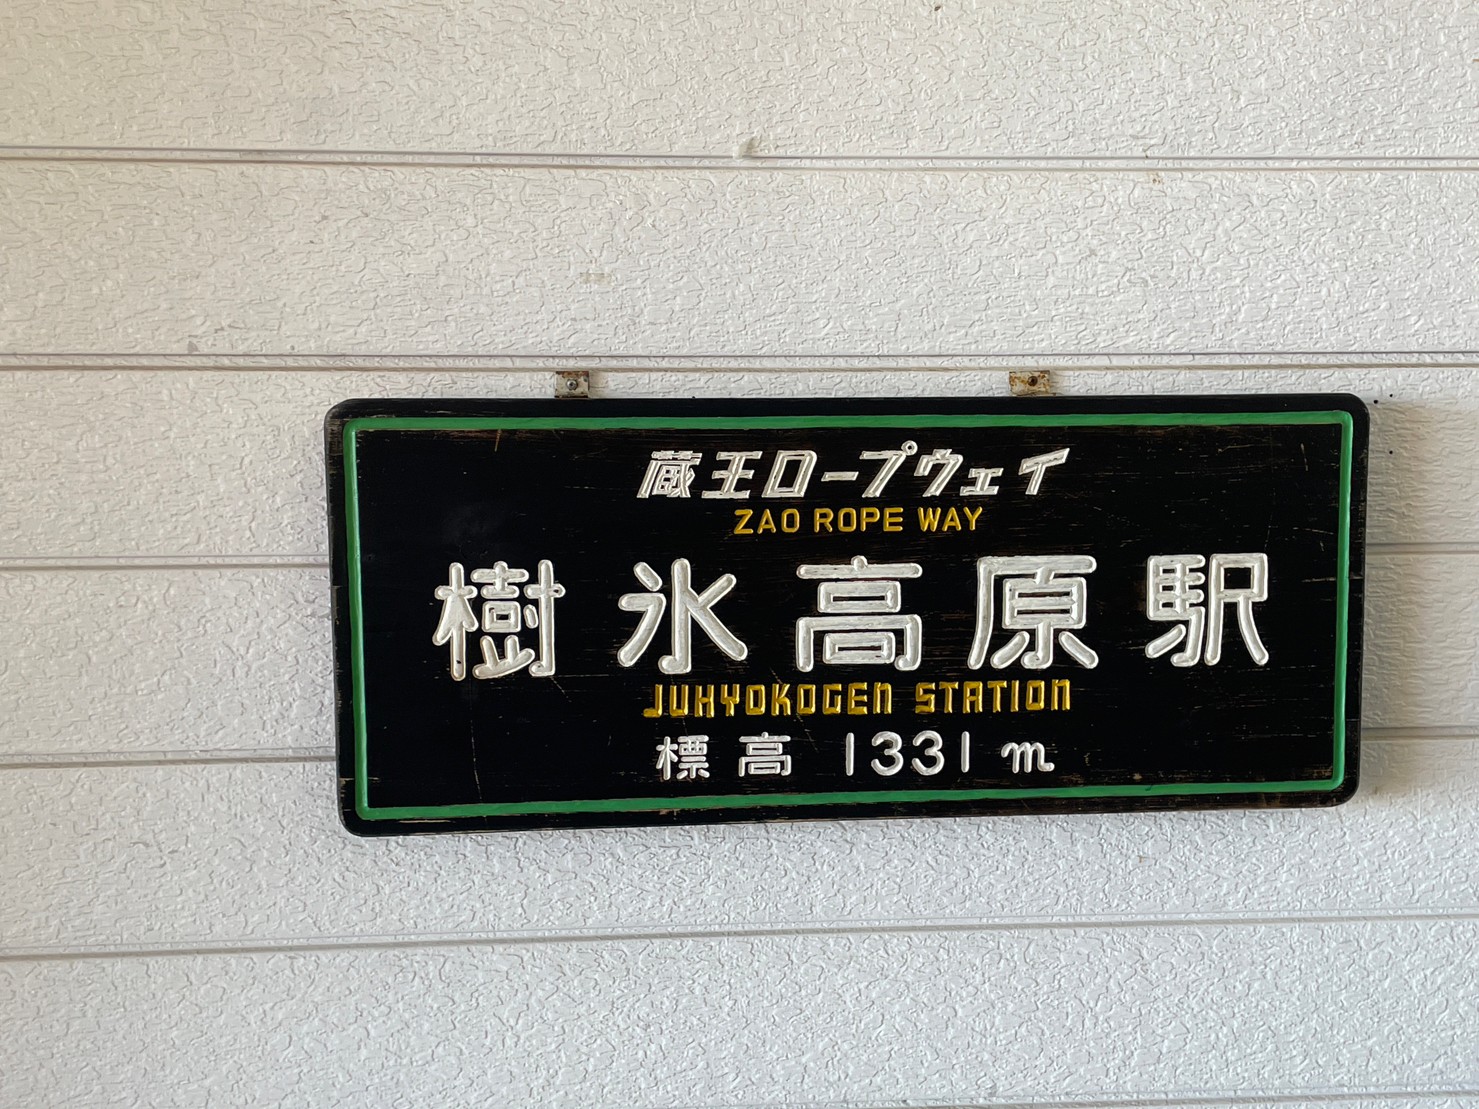 蔵王ロープウェイ
ZAO ROPE WAY
樹氷高原駅
JUHYOKOGEN STATION
標高 1331m